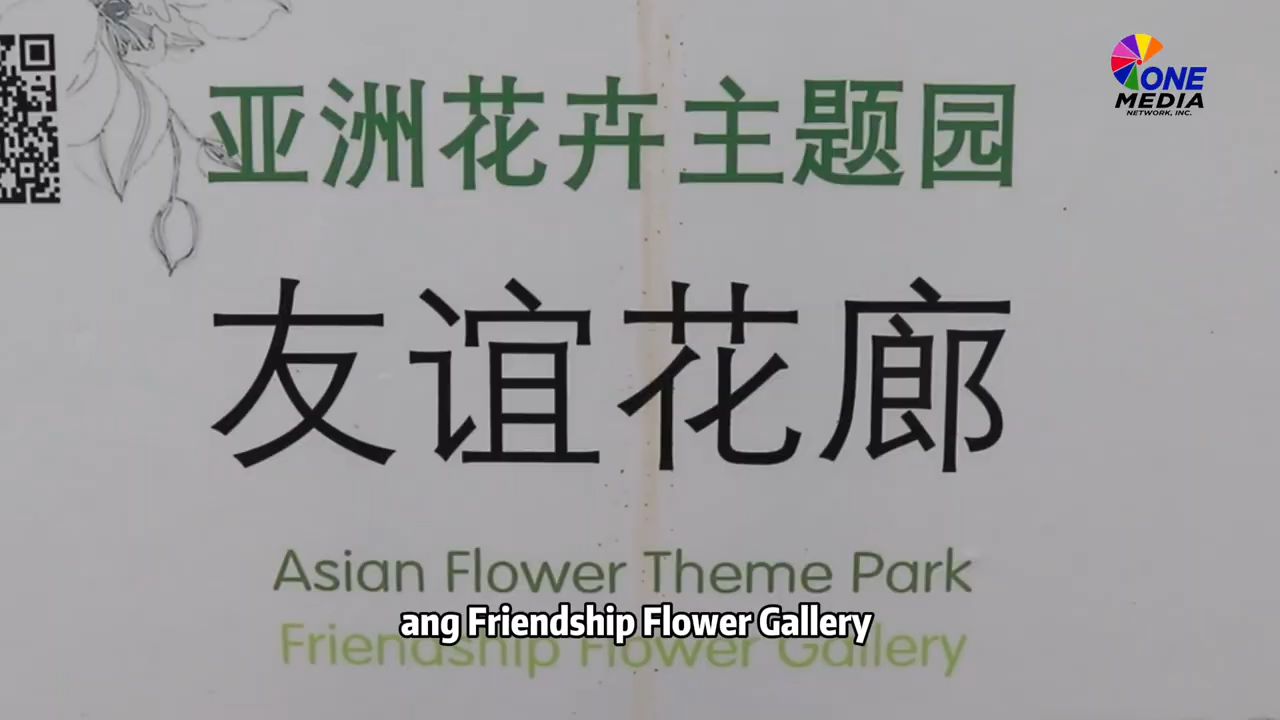 ONE
MEDIA
NETWORK, INC.
亚洲花卉主题园
友谊花廊
Asian Flower Theme Park
ang Friendship Flower Gallery
Friendship Flower Gallery